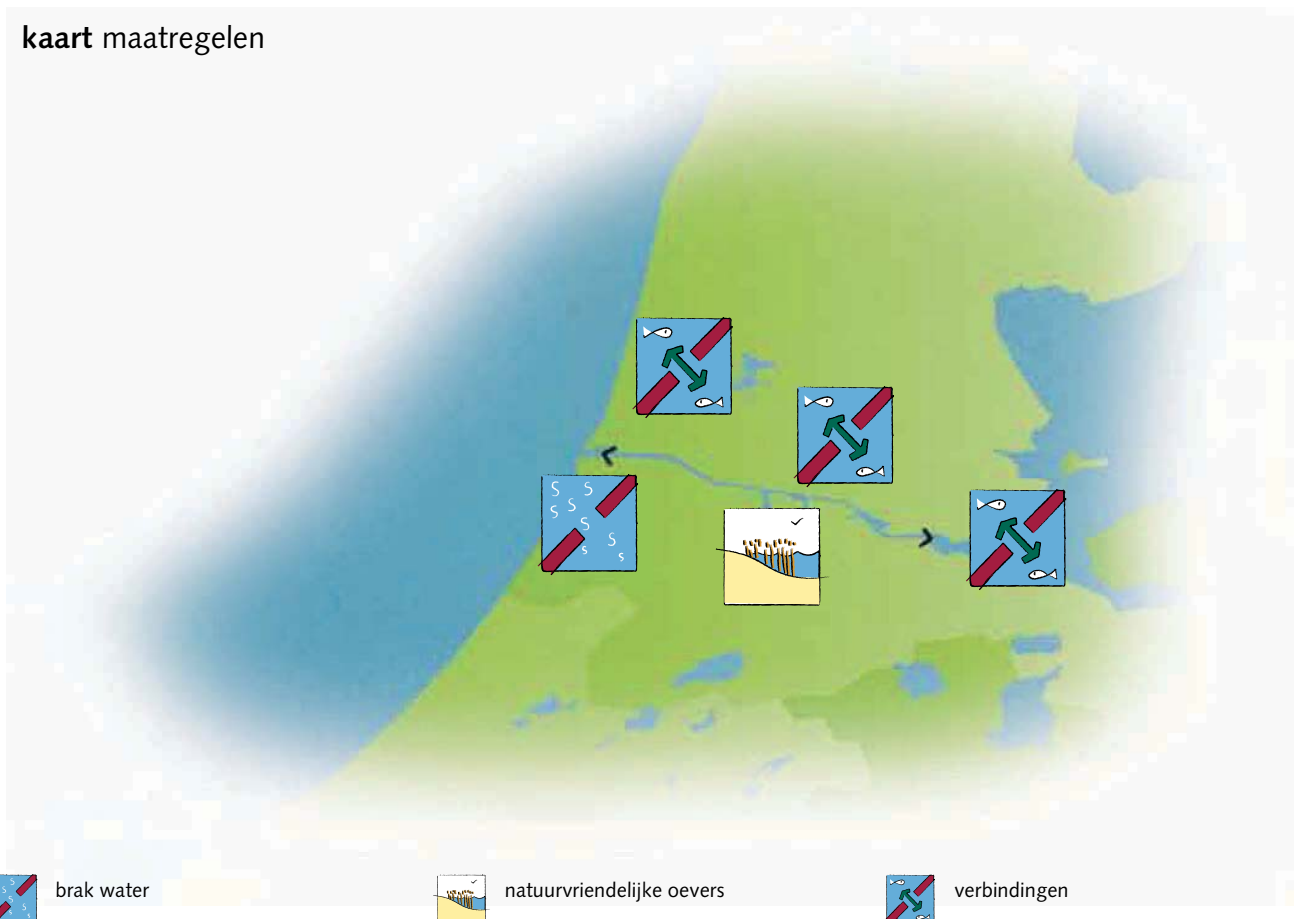 kaart maatregelen
brak water
natuurvriendelijke oevers
verbindingen